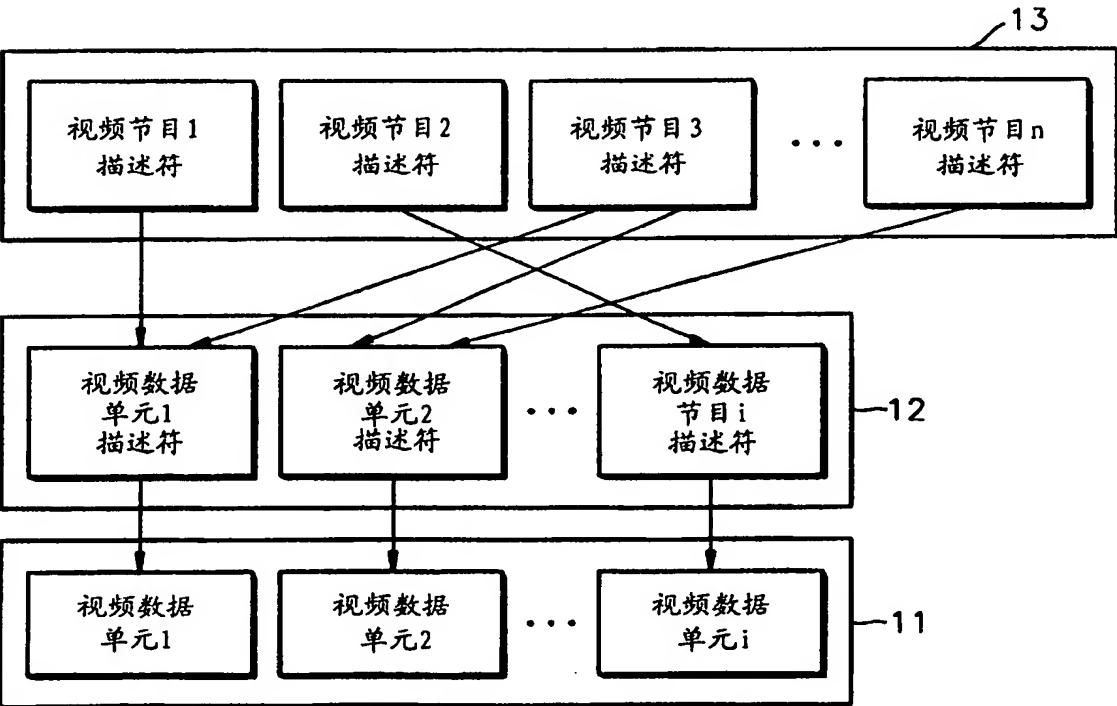 13
视频节目1
描述符
视频节目2
描述符
视频节目3
描述符
···
视频节目n
描述符
视频数据
单元1
描述符
视频数据
单元2
描述符
···
视频数据
节目i
描述符
12
视频数据
单元1
视频数据
单元2
···
视频数据
单元i
11